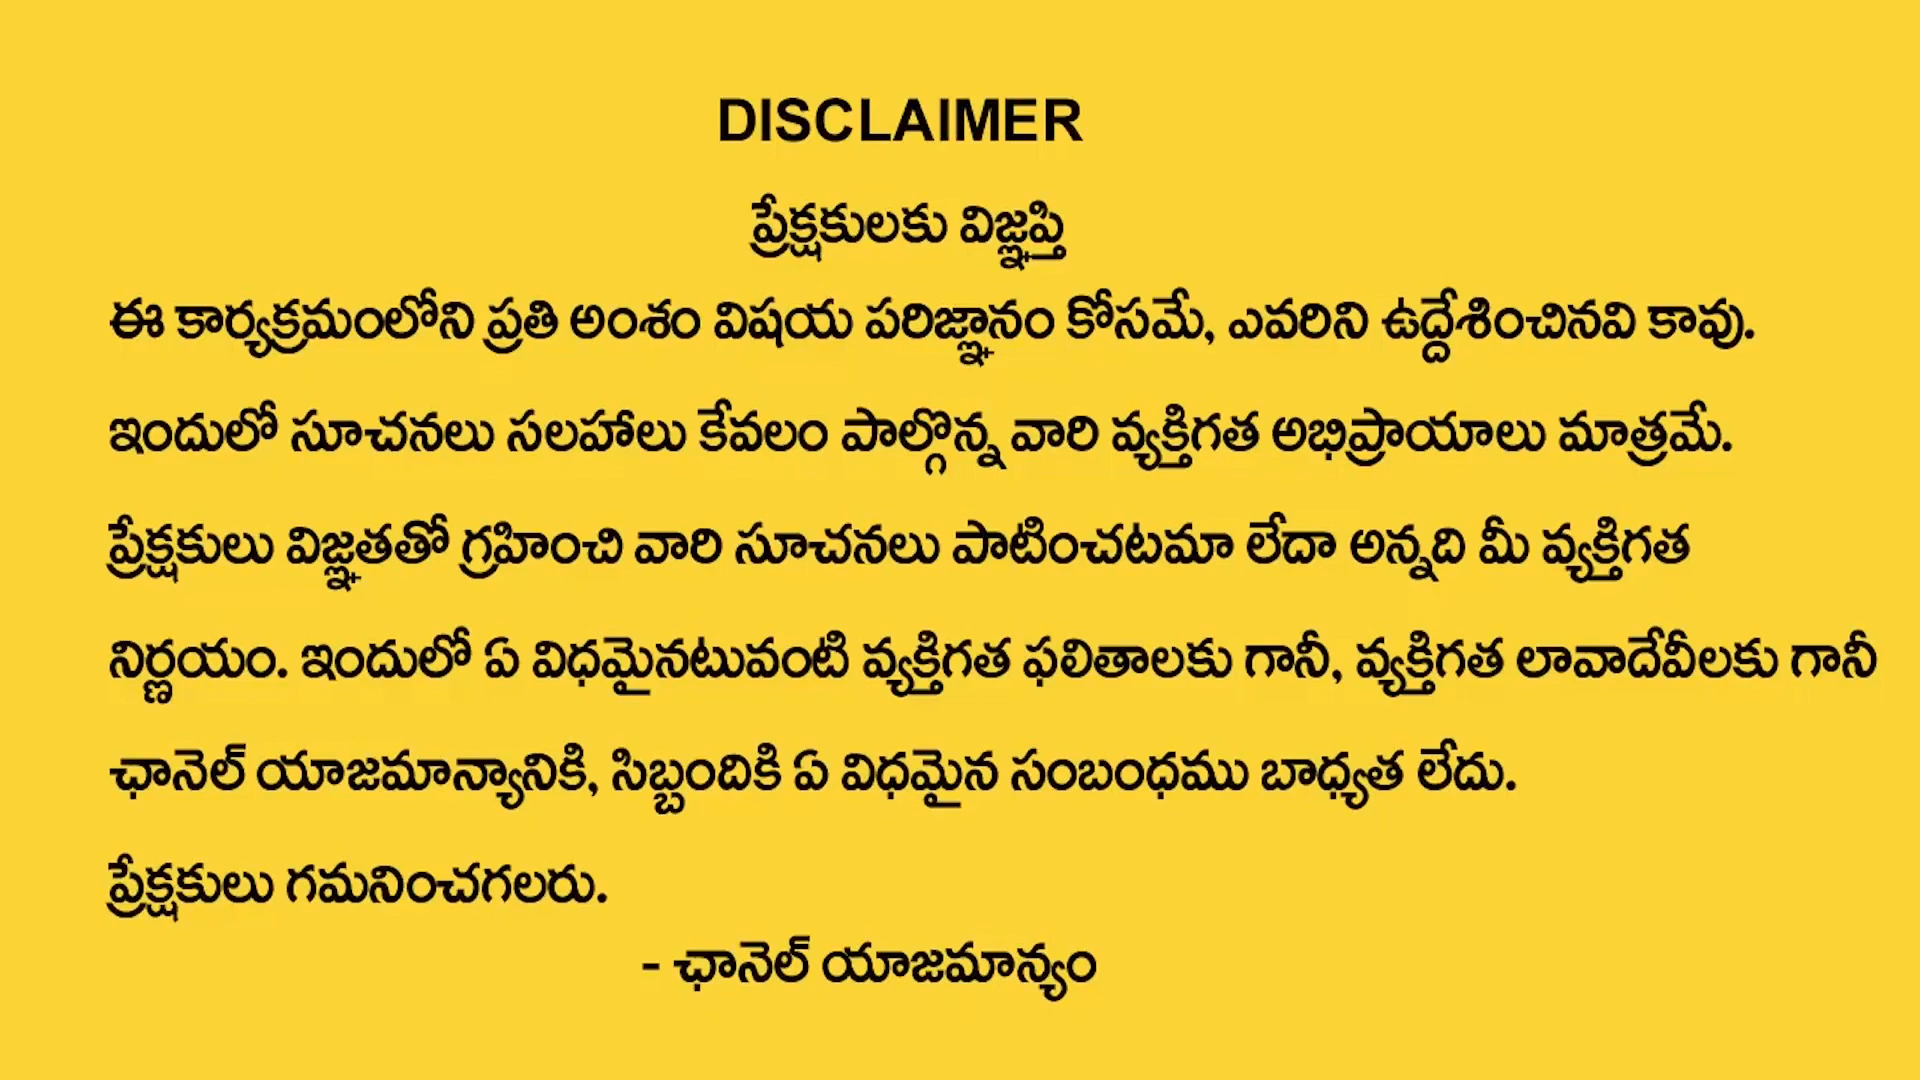 DISCLAIMER
ప్రేక్షకులకు విజ్ఞప్తి
ఈ కార్యక్రమంలోని ప్రతి అంశం విషయ పరిజ్ఞానం కోసమే, ఎవరిని ఉద్దేశించినవి కావు.
ఇందులో సూచనలు సలహాలు కేవలం పాల్గొన్న వారి వ్యక్తిగత అభిప్రాయాలు మాత్రమే.
ప్రేక్షకులు విజ్ఞతతో గ్రహించి వారి సూచనలు పాటించటమా లేదా అన్నది మీ వ్యక్తిగత
నిర్ణయం. ఇందులో ఏ విధమైనటువంటి వ్యక్తిగత ఫలితాలకు గానీ, వ్యక్తిగత లావాదేవీలకు గానీ
ఛానెల్ యాజమాన్యానికి, సిబ్బందికి ఏ విధమైన సంబంధము బాధ్యత లేదు.
ప్రేక్షకులు గమనించగలరు.
- ఛానెల్ యాజమాన్యం